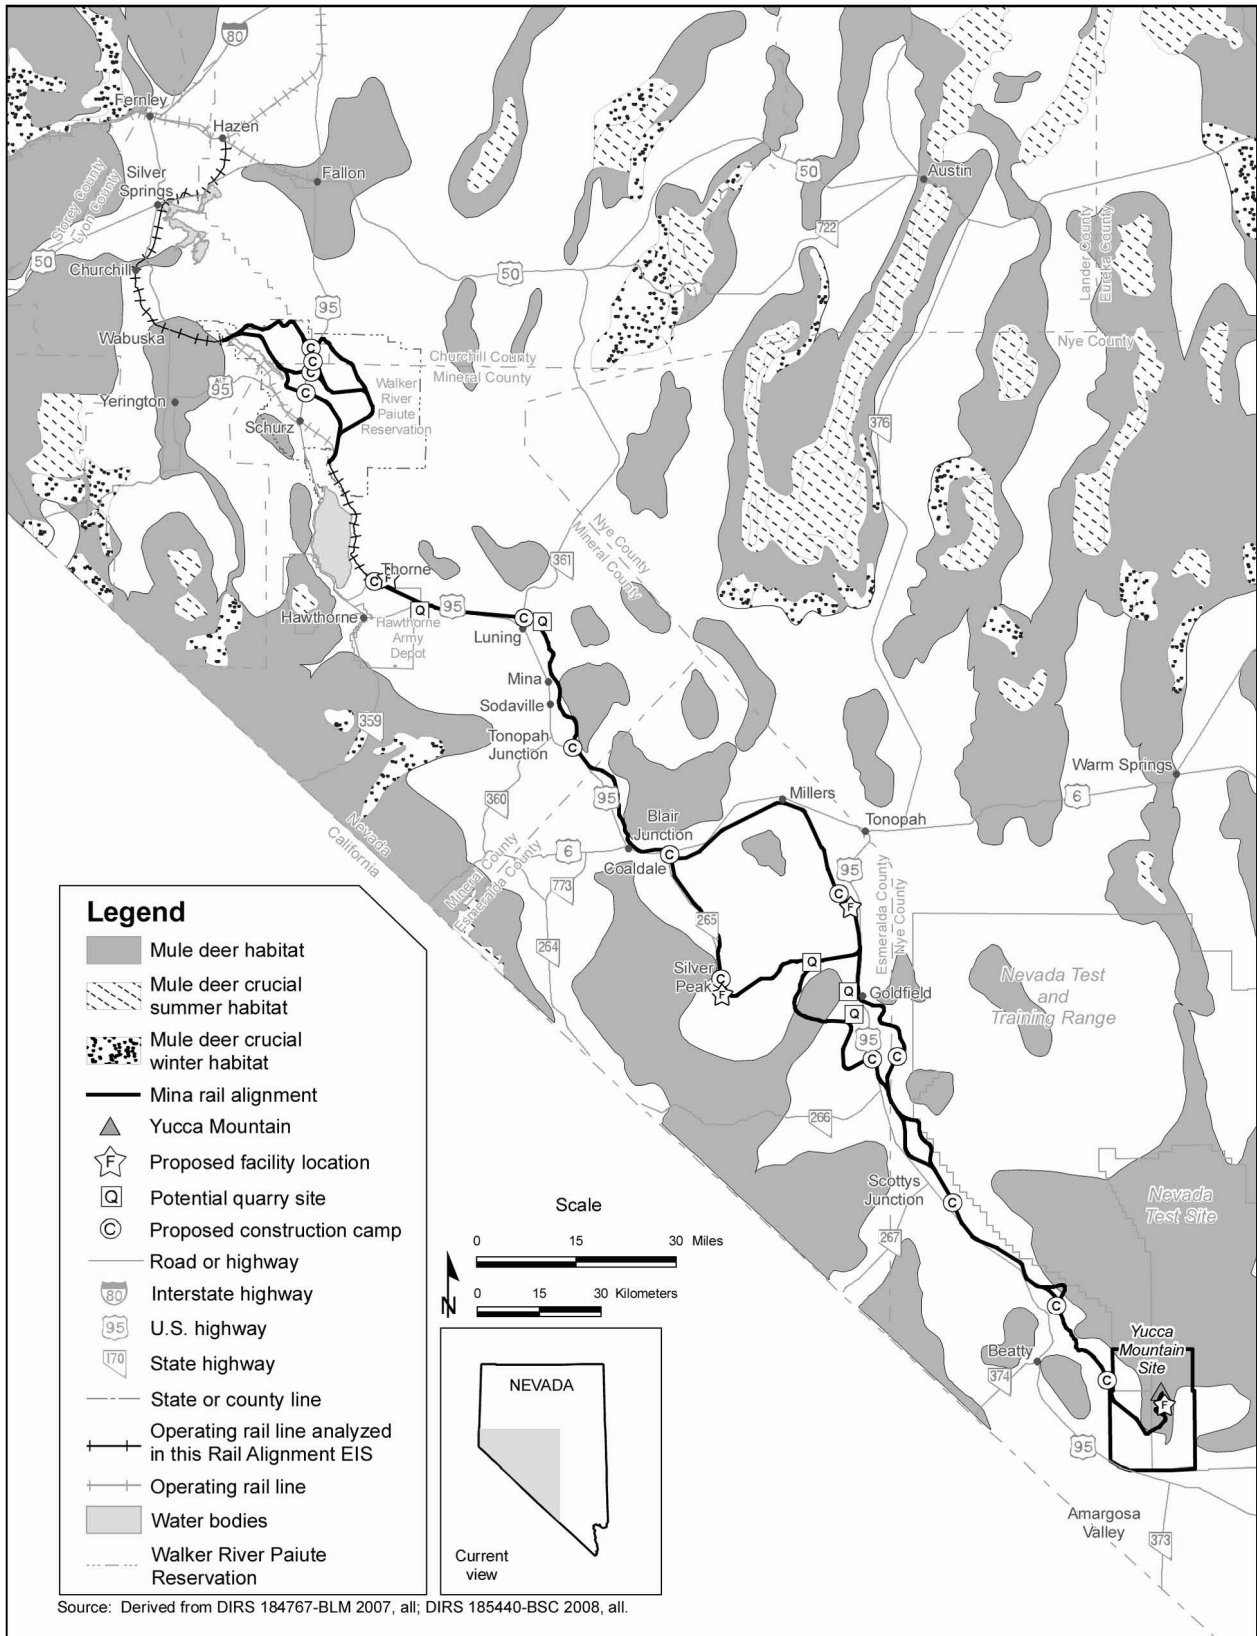 80
Fernley
Hazen
Silver
Springs
Fallon
50
Austin
Storey County
Lyon County
722
Lander County
Eureka County
50
50
Churchill
95
Wabuska
Churchill County
Mineral County
Nye County
ALT
95
Walker
River
Paiute
Reservation
Yerington
Schurz
376
C
C
C
C
Nye County
Mineral County
361
Thorne
C
F
Q
95
C
Q
Hawthorne
Hawthorne
Army
Depot
Luning
Mina
Sodaville
359
Tonopah
Junction
C
Warm Springs
Nevada
California
360
95
Millers
6
Blair
Junction
Tonopah
6
Coaldale
C
Mineral County
Esmeralda County
773
95
C
F
Esmeralda County
Nye County
265
264
Silver
Peak
C
F
Q
Q
Q
Goldfield
Nevada Test
and
Training Range
95
C
C
266
Scottys
Junction
C
Nevada
Test Site
267
C
Beatty
374
Yucca
Mountain
Site
C
F
95
Amargosa
Valley
373
Legend
Mule deer habitat
Mule deer crucial
summer habitat
Mule deer crucial
winter habitat
Mina rail alignment
Yucca Mountain
F
Proposed facility location
Q
Potential quarry site
C
Proposed construction camp
Road or highway
80
Interstate highway
95
U.S. highway
170
State highway
State or county line
Operating rail line analyzed
in this Rail Alignment EIS
Operating rail line
Water bodies
Walker River Paiute
Reservation
Scale
0 15 30 Miles
0 15 30 Kilometers
N
NEVADA
Current
view
Source: Derived from DIRS 184767-BLM 2007, all; DIRS 185440-BSC 2008, all.